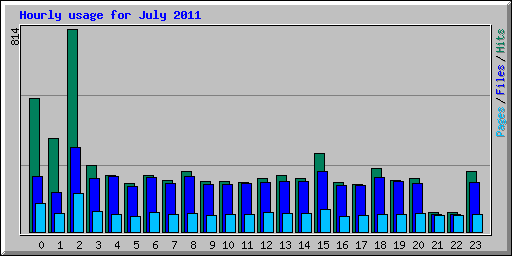 Hourly usage for July 2011
814
Pages/Files/Hits
0 1 2 3 4 5 6 7 8 9 10 11 12 13 14 15 16 17 18 19 20 21 22 23